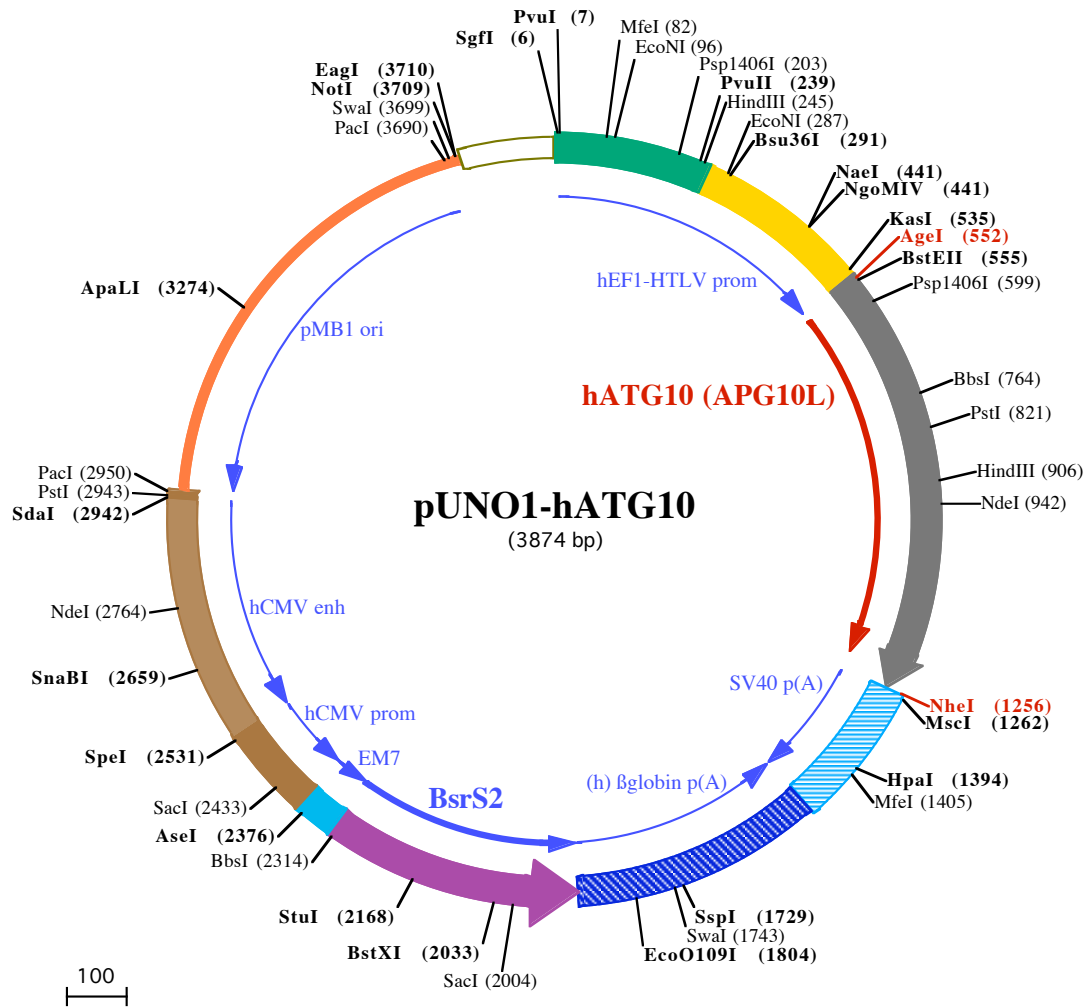 PvuI (7)
SgfI (6)
MfeI (82)
EcoNI (96)
Psp1406I (203)
PvuII (239)
HindIII (245)
EcoNI (287)
Bsu36I (291)
NaeI (441)
NgoMIV (441)
KasI (535)
AgeI (552)
BstEII (555)
Psp1406I (599)
BbsI (764)
PstI (821)
HindIII (906)
NdeI (942)
NheI (1256)
MscI (1262)
HpaI (1394)
MfeI (1405)
SspI (1729)
SwaI (1743)
EcoO109I (1804)
SacI (2004)
BstXI (2033)
StuI (2168)
BbsI (2314)
AseI (2376)
SacI (2433)
SpeI (2531)
SnaBI (2659)
NdeI (2764)
SdaI (2942)
PstI (2943)
PacI (2950)
ApaLI (3274)
PacI (3690)
SwaI (3699)
NotI (3709)
EagI (3710)
hEF1-HTLV prom
pMB1 ori
hATG10 (APG10L)
pUNO1-hATG10
(3874 bp)
hCMV enh
SV40 p(A)
hCMV prom
EM7
(h) ßglobin p(A)
BsrS2
100